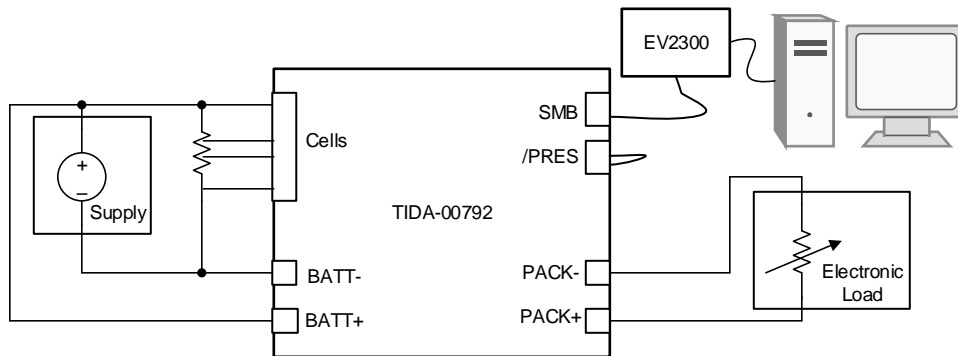 EV2300
SMB
Cells
/PRES
+
–
Supply
TIDA-00792
BATT-
PACK-
Electronic
Load
BATT+
PACK+